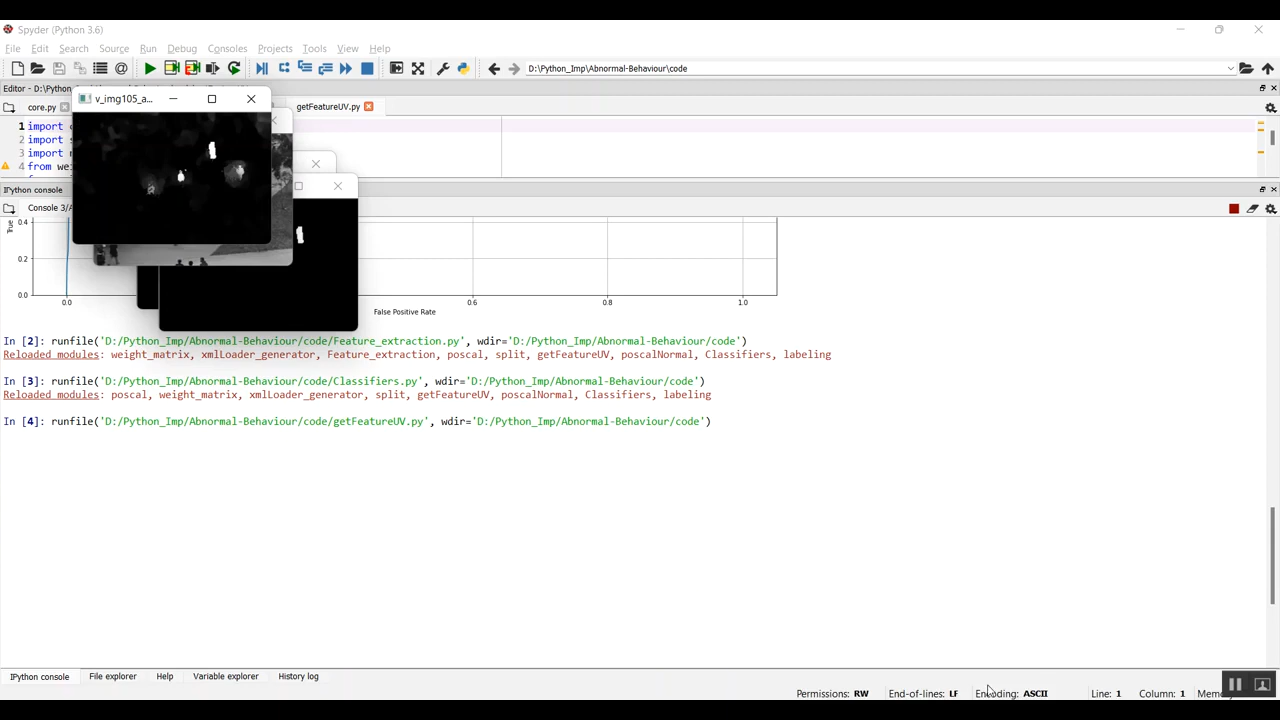 Spyder (Python 3.6)
File Edit Search Source Run Debug Consoles Projects Tools View Help
D:\Python_Imp\Abnormal-Behaviour\code
Editor - D:\Python
v_img105_a...
core.py getFeatureUV.py
1 import
2 import
3 import
4 from
IPython console
Console 3/A
True
0.4
0.2
0.0
0.0 0.6 0.8 1.0
False Positive Rate
In [2]: runfile('D:/Python_Imp/Abnormal-Behaviour/code/Feature_extraction.py', wdir='D:/Python_Imp/Abnormal-Behaviour/code')
Reloaded modules: weight_matrix, xmlLoader_generator, Feature_extraction, poscal, split, getFeatureUV, poscalNormal, Classifiers, labeling
In [3]: runfile('D:/Python_Imp/Abnormal-Behaviour/code/Classifiers.py', wdir='D:/Python_Imp/Abnormal-Behaviour/code')
Reloaded modules: poscal, weight_matrix, xmlLoader_generator, split, getFeatureUV, poscalNormal, Classifiers, labeling
In [4]: runfile('D:/Python_Imp/Abnormal-Behaviour/code/getFeatureUV.py', wdir='D:/Python_Imp/Abnormal-Behaviour/code')
IPython console File explorer Help Variable explorer History log
Permissions: RW End-of-lines: LF Encoding: ASCII Line: 1 Column: 1